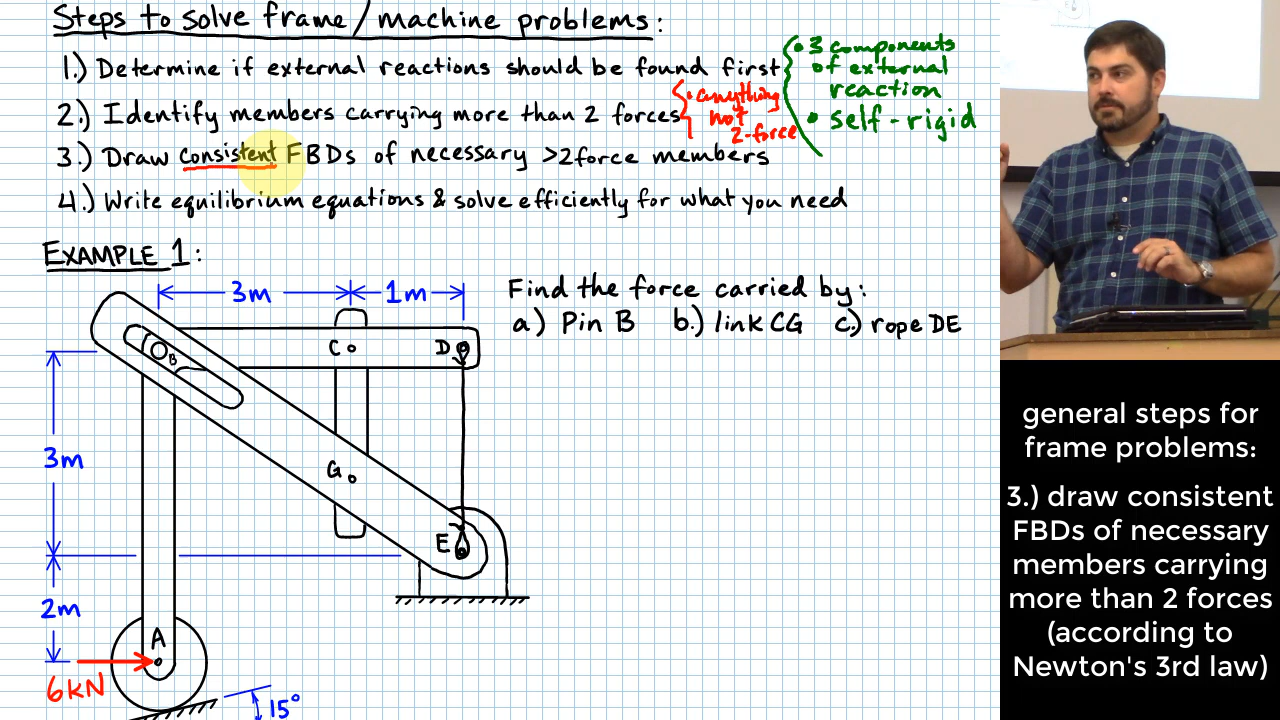 Steps to solve frame/machine problems:
1.) Determine if external reactions should be found first
• 3 components
of external
reaction
• self-rigid
2.) Identify members carrying more than 2 forces
• anything
not
2-force
3.) Draw consistent FBDs of necessary >2force members
4.) Write equilibrium equations & solve efficiently for what you need
EXAMPLE 1:
3m
1m
Find the force carried by:
a) Pin B b.) link CG c.) rope DE
B
C
D
3m
G
E
2m
A
6kN
15°
general steps for
frame problems:
3.) draw consistent
FBDs of necessary
members carrying
more than 2 forces
(according to
Newton's 3rd law)